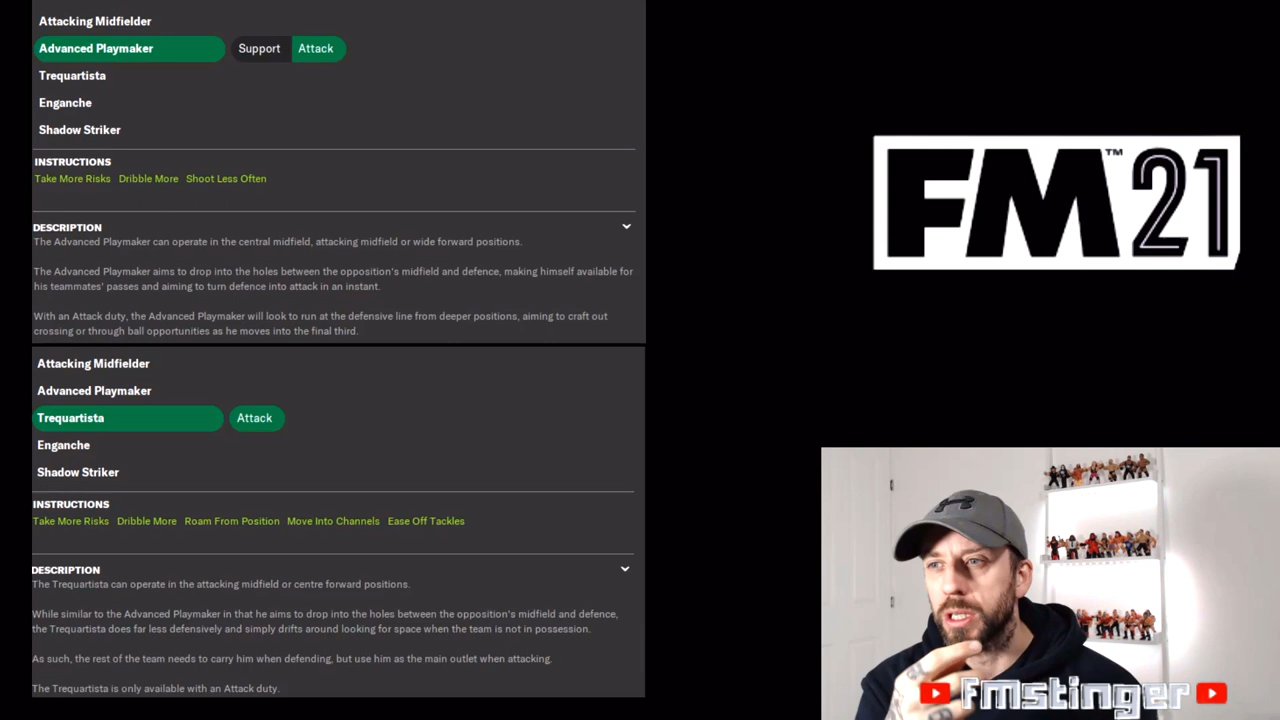 Attacking Midfielder
Advanced Playmaker Support Attack
Trequartista
Enganche
Shadow Striker
INSTRUCTIONS
Take More Risks Dribble More Shoot Less Often
DESCRIPTION
The Advanced Playmaker can operate in the central midfield, attacking midfield or wide forward positions.
The Advanced Playmaker aims to drop into the holes between the opposition's midfield and defence, making himself available for
his teammates' passes and aiming to turn defence into attack in an instant.
With an Attack duty, the Advanced Playmaker will look to run at the defensive line from deeper positions, aiming to craft out
crossing or through ball opportunities as he moves into the final third.
Attacking Midfielder
Advanced Playmaker
Trequartista Attack
Enganche
Shadow Striker
INSTRUCTIONS
Take More Risks Dribble More Roam From Position Move Into Channels Ease Off Tackles
DESCRIPTION
The Trequartista can operate in the attacking midfield or centre forward positions.
While similar to the Advanced Playmaker in that he aims to drop into the holes between the opposition's midfield and defence,
the Trequartista does far less defensively and simply drifts around looking for space when the team is not in possession.
As such, the rest of the team needs to carry him when defending, but use him as the main outlet when attacking.
The Trequartista is only available with an Attack duty.
FM™21
fmstinger